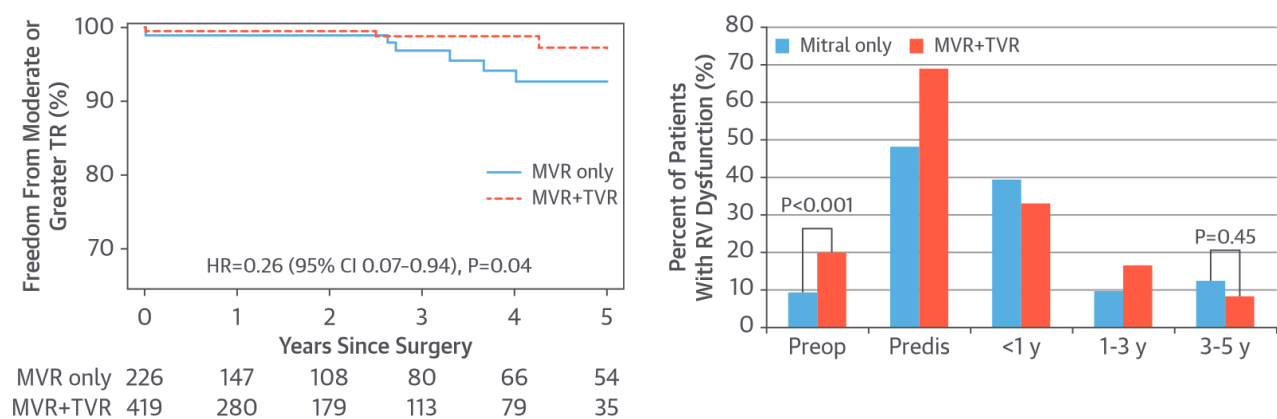 Freedom From Moderate or
Greater TR (%)
100
90
80
70
MVR only
MVR+TVR
HR=0.26 (95% CI 0.07–0.94), P=0.04
0 1 2 3 4 5
Years Since Surgery
MVR only 226 147 108 80 66 54
MVR+TVR 419 280 179 113 79 35
Percent of Patients
With RV Dysfunction (%)
80
70
60
50
40
30
20
10
0
Mitral only MVR+TVR
P<0.001
P=0.45
Preop Predis <1 y 1-3 y 3-5 y